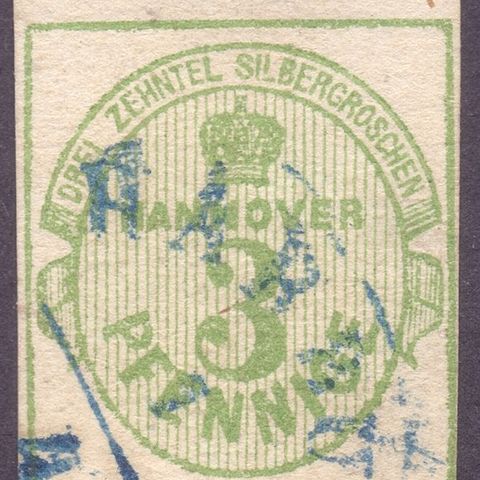 DREI ZEHNTEL SILBERGROSCHEN
HANNOVER
3
PFENNIGE